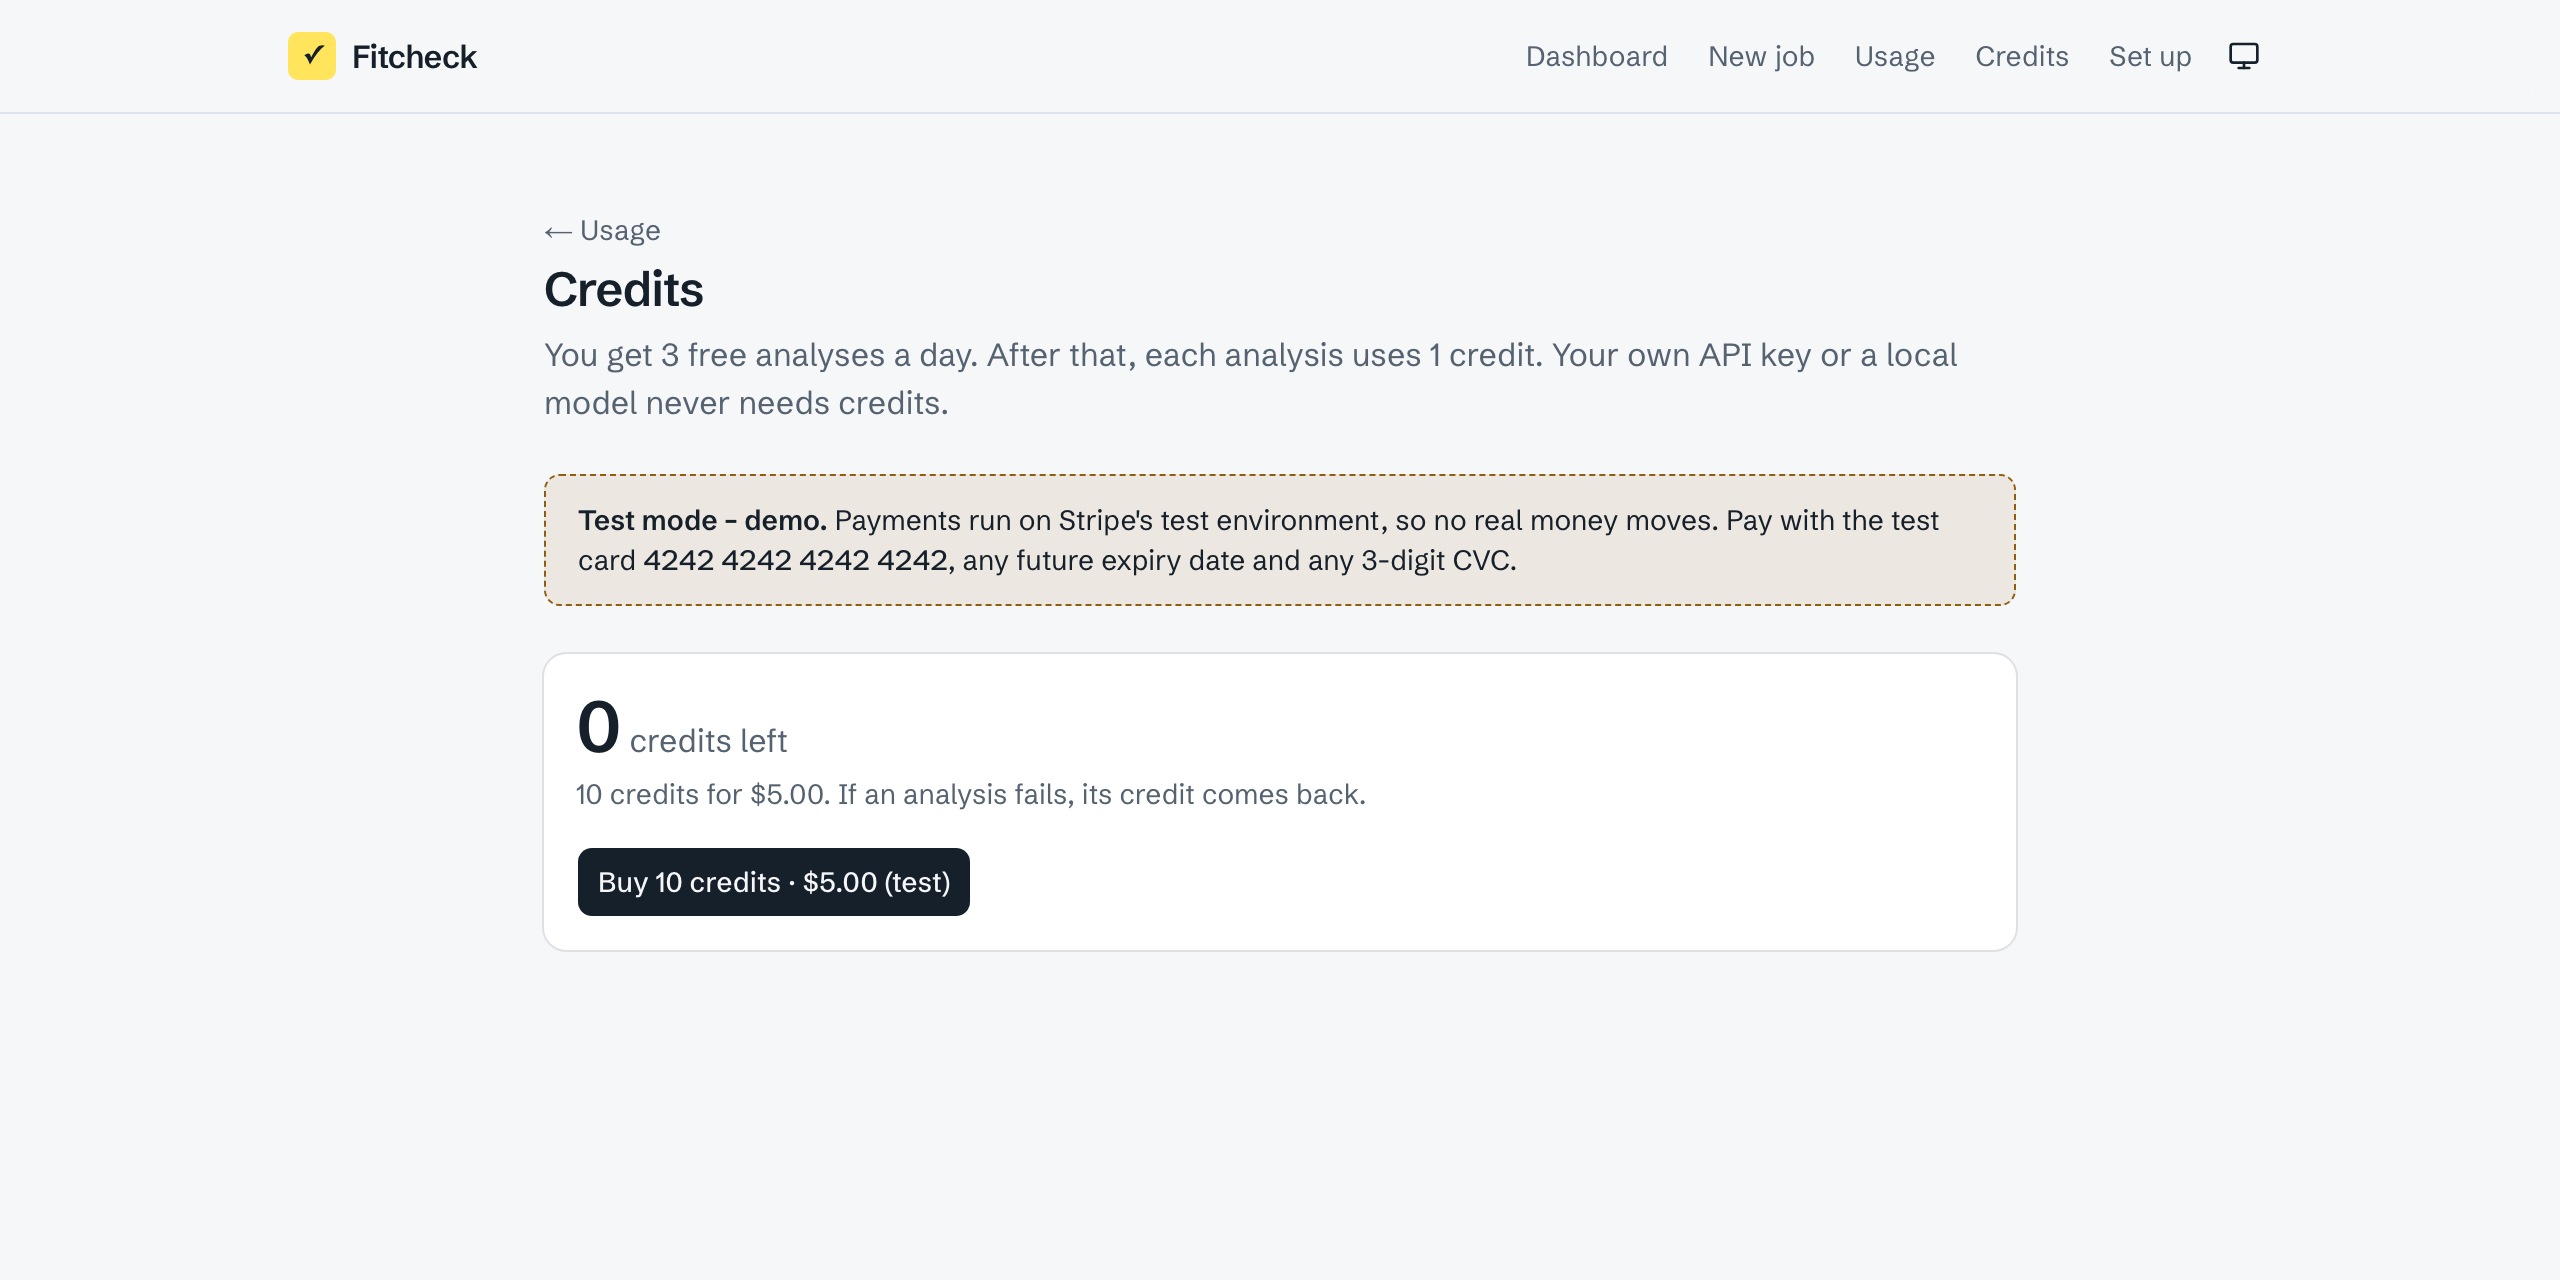 ✓ Fitcheck
Dashboard New job Usage Credits Set up
← Usage
Credits
You get 3 free analyses a day. After that, each analysis uses 1 credit. Your own API key or a local
model never needs credits.
Test mode – demo. Payments run on Stripe's test environment, so no real money moves. Pay with the test
card 4242 4242 4242 4242, any future expiry date and any 3-digit CVC.
0 credits left
10 credits for $5.00. If an analysis fails, its credit comes back.
Buy 10 credits · $5.00 (test)